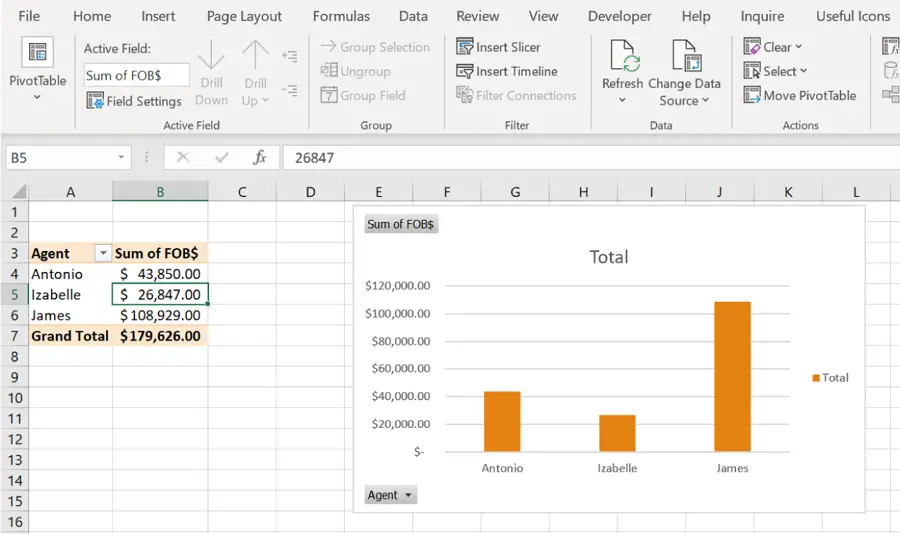 File Home Insert Page Layout Formulas Data Review View Developer Help Inquire Useful Icons
PivotTable
Active Field:
Sum of FOB$
Field Settings
Drill Down
Drill Up
Active Field
Group Selection
Ungroup
Group Field
Group
Insert Slicer
Insert Timeline
Filter Connections
Filter
Refresh
Change Data Source
Data
Clear
Select
Move PivotTable
Actions
B5 fx 26847
A B C D E F G H I J K L
1
2
3 Agent Sum of FOB$
4 Antonio $ 43,850.00
5 Izabelle $ 26,847.00
6 James $108,929.00
7 Grand Total $179,626.00
8
9
10
11
12
13
14
15
16
Sum of FOB$
Total
$120,000.00
$100,000.00
$80,000.00
$60,000.00
$40,000.00
$20,000.00
$-
Antonio Izabelle James
Total
Agent